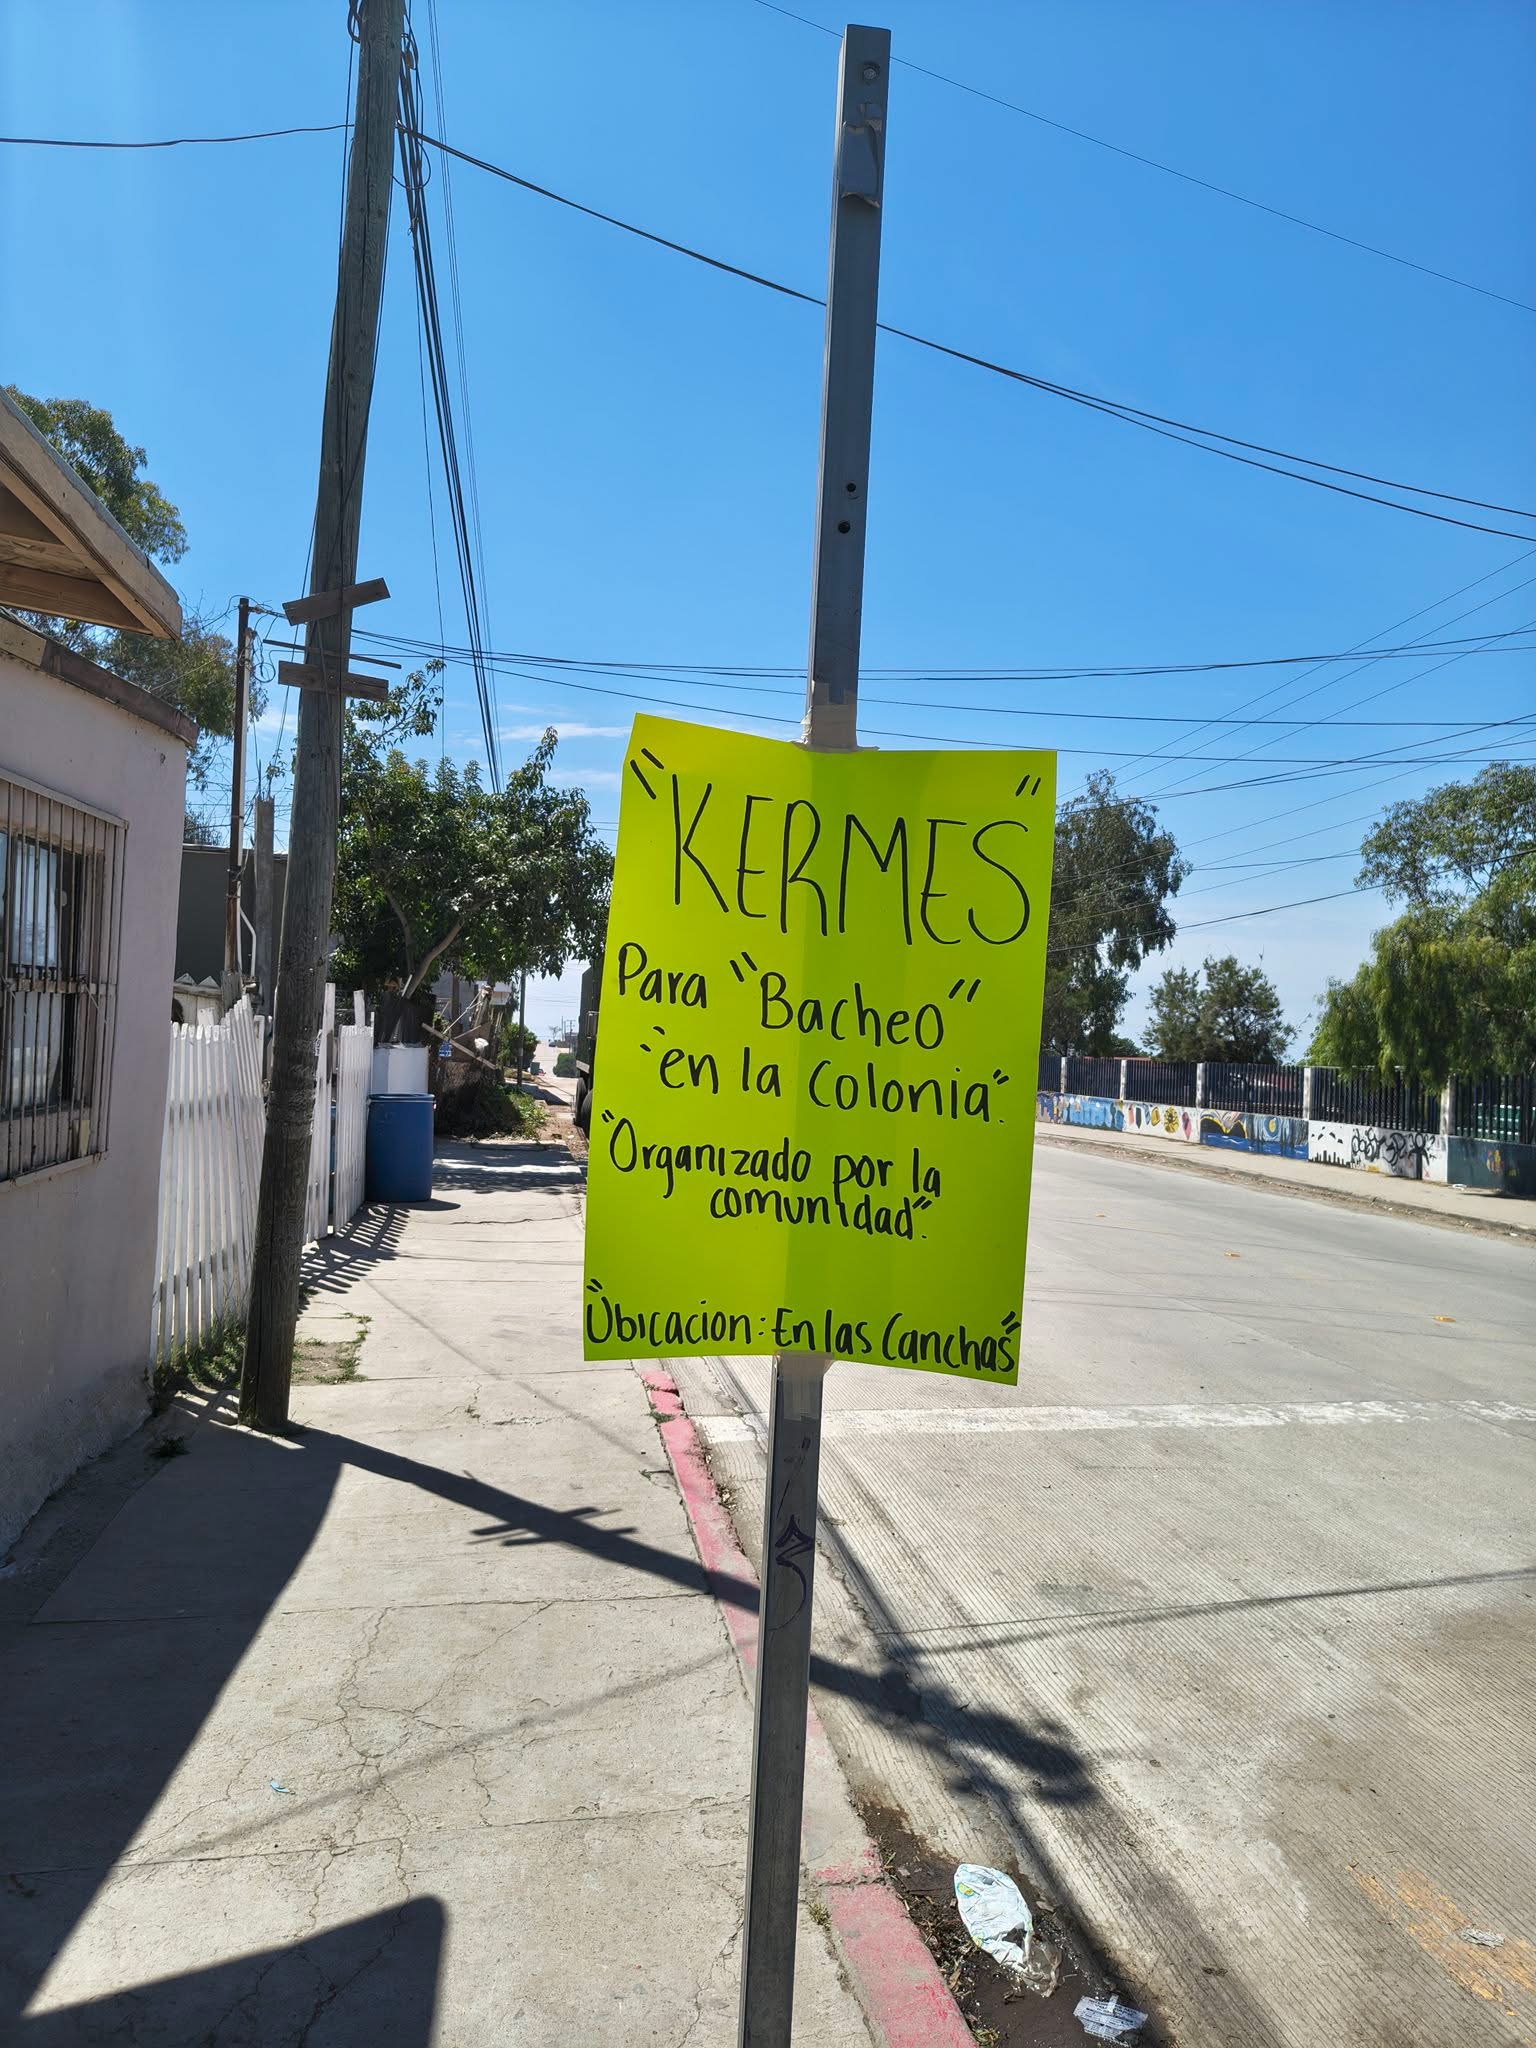 "KERMES"
Para "Bacheo"
"en la colonia".
"Organizado por la
comunidad".
"Ubicacion: En las Canchas"